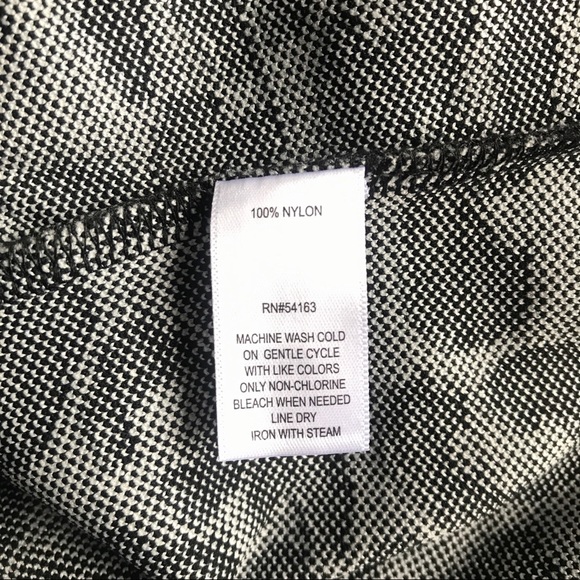 100% NYLON
RN#54163
MACHINE WASH COLD
ON GENTLE CYCLE
WITH LIKE COLORS
ONLY NON-CHLORINE
BLEACH WHEN NEEDED
LINE DRY
IRON WITH STEAM